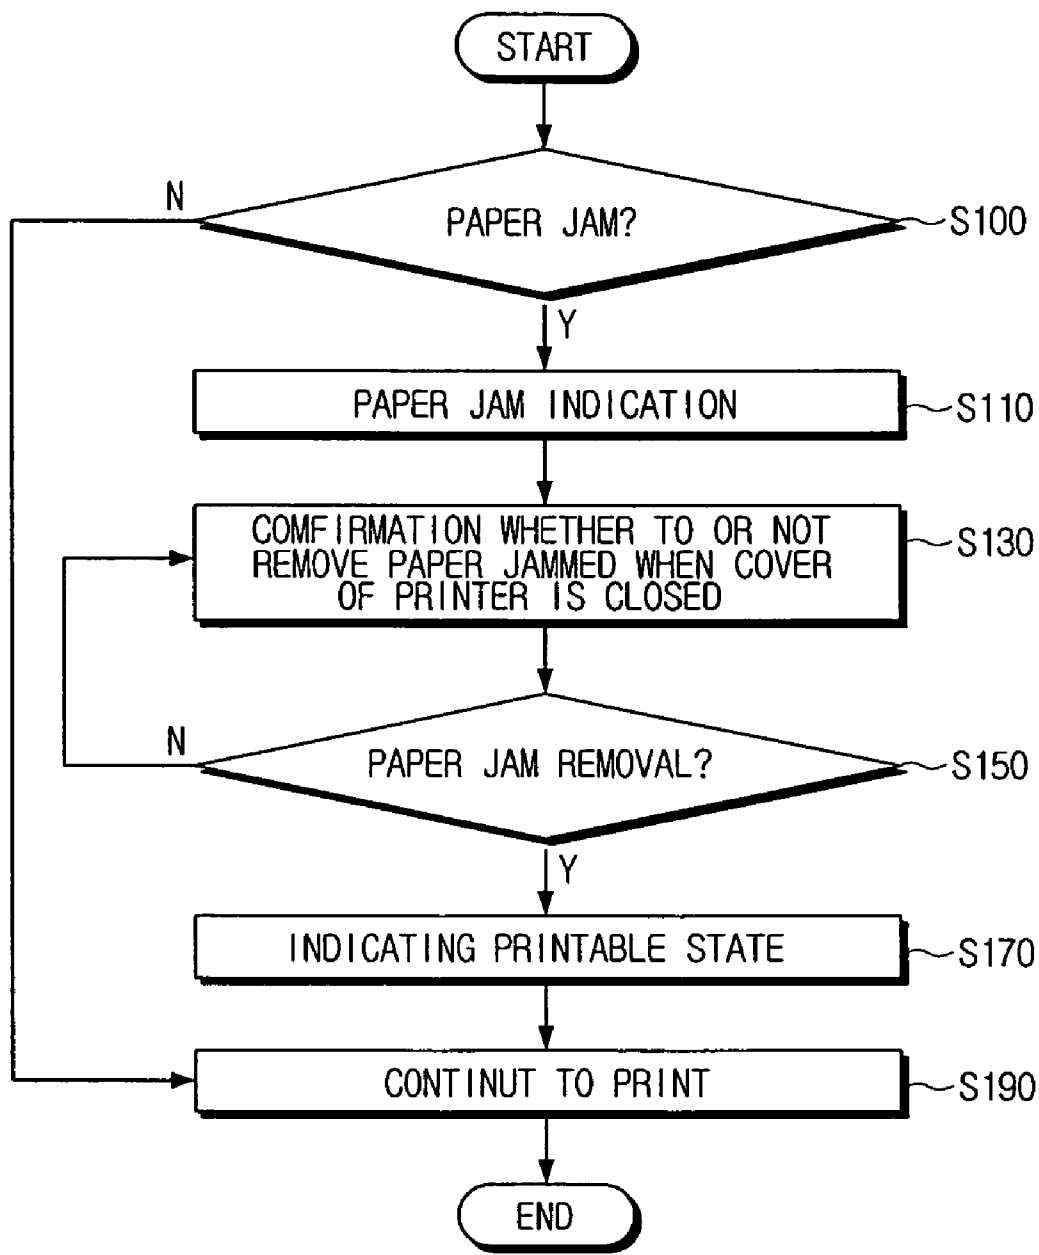 START
N
PAPER JAM?
S100
Y
PAPER JAM INDICATION
S110
COMFIRMATION WHETHER TO OR NOT
REMOVE PAPER JAMMED WHEN COVER
OF PRINTER IS CLOSED
S130
N
PAPER JAM REMOVAL?
S150
Y
INDICATING PRINTABLE STATE
S170
CONTINUT TO PRINT
S190
END